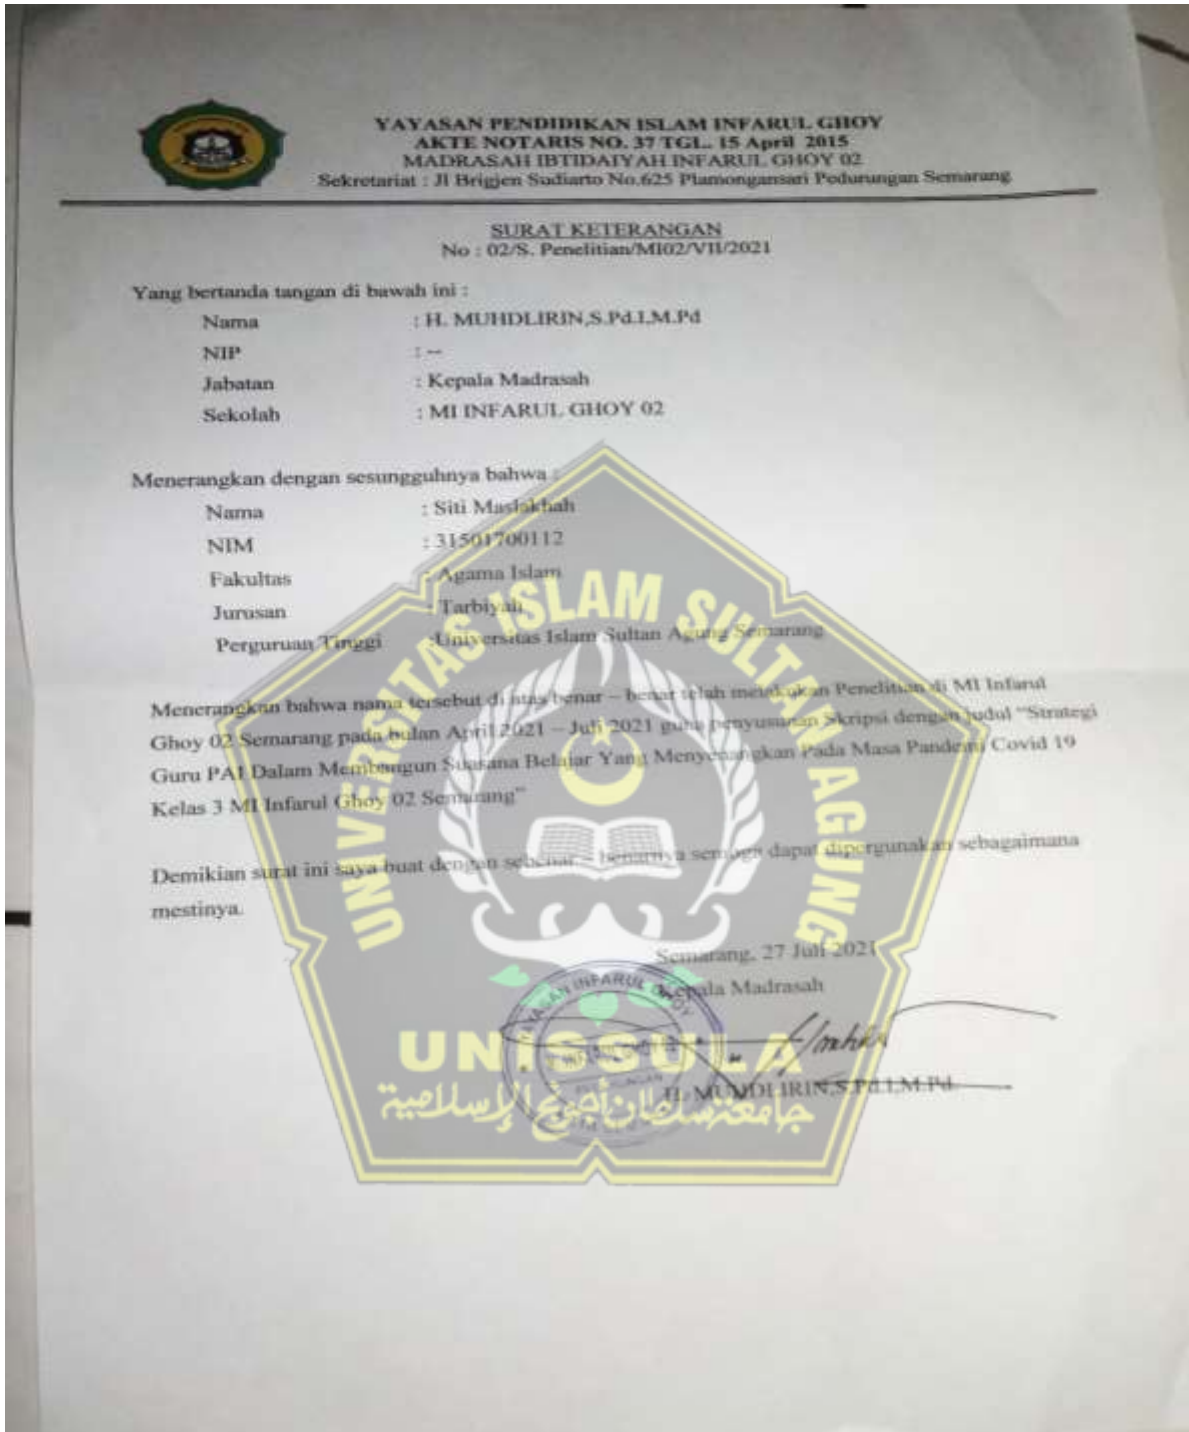 YAYASAN PENDIDIKAN ISLAM INFARUL GHOY
AKTE NOTARIS NO. 37 TGL. 15 April 2015
MADRASAH IBTIDAIYAH INFARUL GHOY 02
Sekretariat : Jl Brigjen Sudiarto No.625 Plamongansari Pedurungan Semarang
SURAT KETERANGAN
No : 02/S. Penelitian/MI02/VII/2021
Yang bertanda tangan di bawah ini :
Nama : H. MUHDLIRIN,S.Pd.I,M.Pd
NIP : --
Jabatan : Kepala Madrasah
Sekolah : MI INFARUL GHOY 02
Menerangkan dengan sesungguhnya bahwa :
Nama : Siti Maslakhah
NIM : 31501700112
Fakultas : Agama Islam
Jurusan : Tarbiyah
Perguruan Tinggi :Universitas Islam Sultan Agung Semarang
Menerangkan bahwa nama tersebut di atas benar – benar telah melakukan Penelitian di MI Infarul
Ghoy 02 Semarang pada bulan April 2021 – Juli 2021 guna penyusunan Skripsi dengan judul “Strategi
Guru PAI Dalam Membangun Suasana Belajar Yang Menyenangkan Pada Masa Pandemi Covid 19
Kelas 3 MI Infarul Ghoy 02 Semarang”
Demikian surat ini saya buat dengan sebenar – benarnya semoga dapat dipergunakan sebagaimana
mestinya.
Semarang, 27 Juli 2021
Kepala Madrasah
YAYASAN INFARUL GHOY
H. MUHDLIRIN,S.Pd.I,M.Pd.
UNIVERSITAS ISLAM SULTAN AGUNG
UNISSULA
جامعة سلطان أجونج الإسلامية